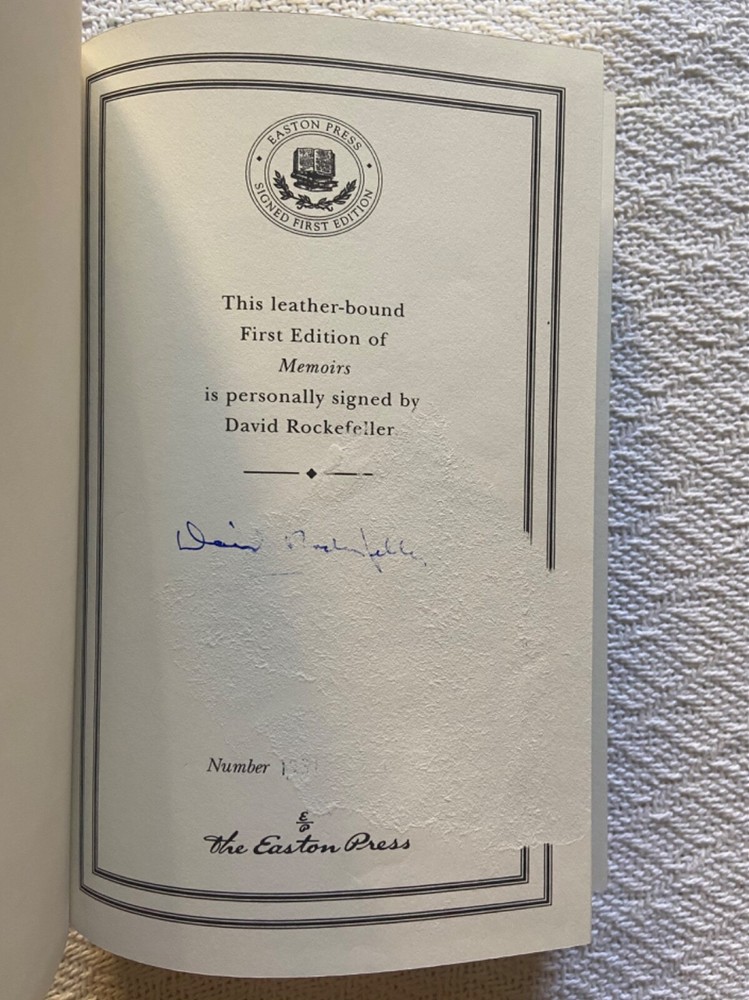 EASTON PRESS
SIGNED FIRST EDITION
This leather-bound
First Edition of
Memoirs
is personally signed by
David Rockefeller
David Rockefeller
Number
E
P
The Easton Press